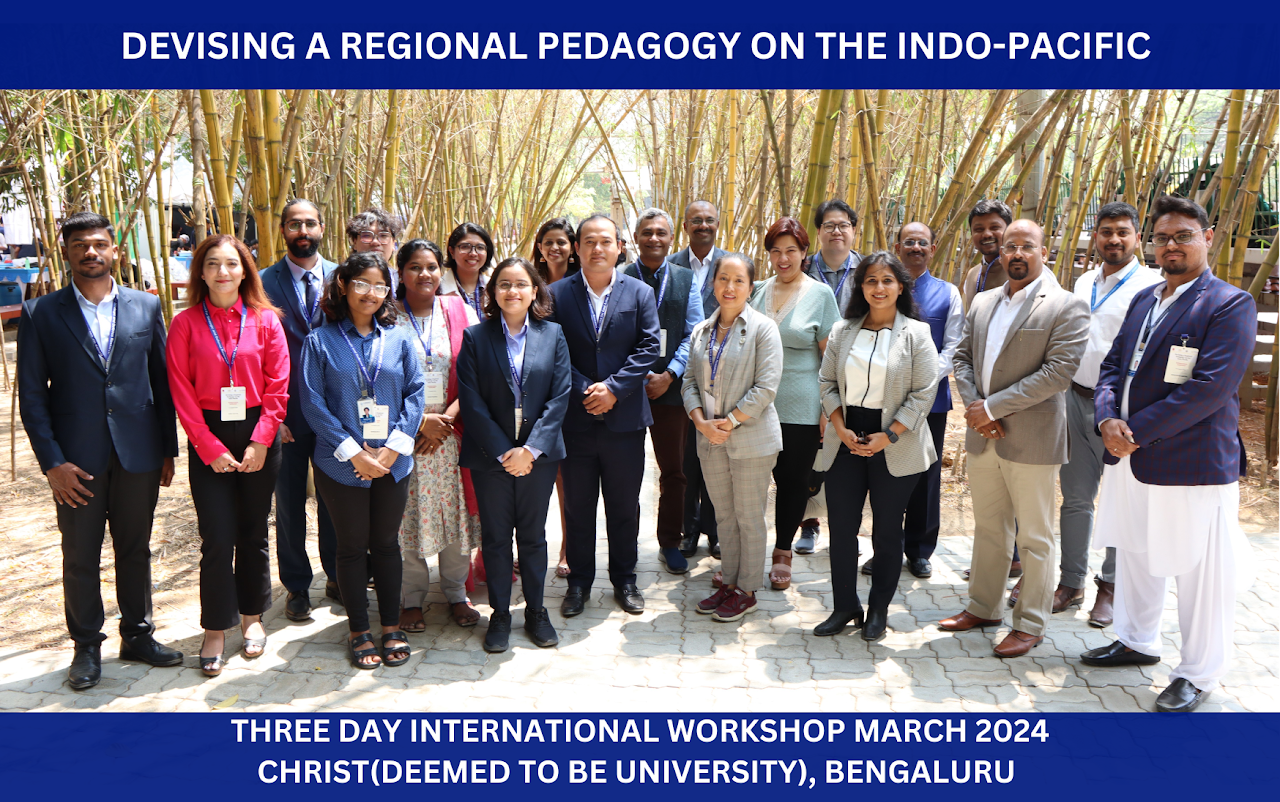 DEVISING A REGIONAL PEDAGOGY ON THE INDO-PACIFIC
THREE DAY INTERNATIONAL WORKSHOP MARCH 2024
CHRIST(DEEMED TO BE UNIVERSITY), BENGALURU